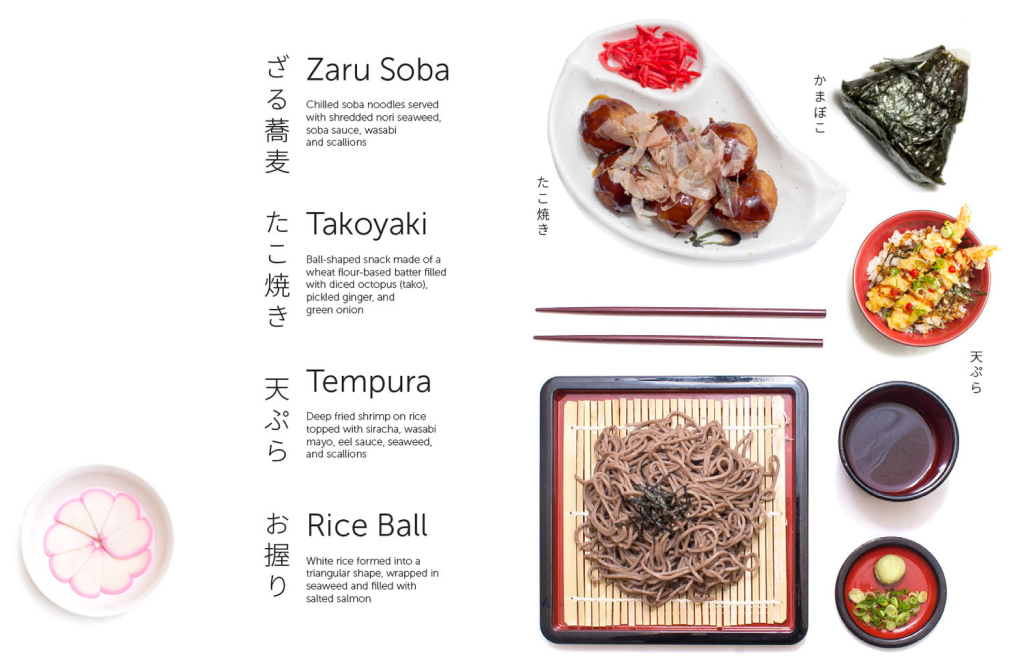 ざる蕎麦
Zaru Soba
Chilled soba noodles served
with shredded nori seaweed,
soba sauce, wasabi
and scallions
たこ焼き
Takoyaki
Ball-shaped snack made of a
wheat flour-based batter filled
with diced octopus (tako),
pickled ginger, and
green onion
天ぷら
Tempura
Deep fried shrimp on rice
topped with siracha, wasabi
mayo, eel sauce, seaweed,
and scallions
お握り
Rice Ball
White rice formed into a
triangular shape, wrapped in
seaweed and filled with
salted salmon
たこ焼き
かまぼこ
天ぷら